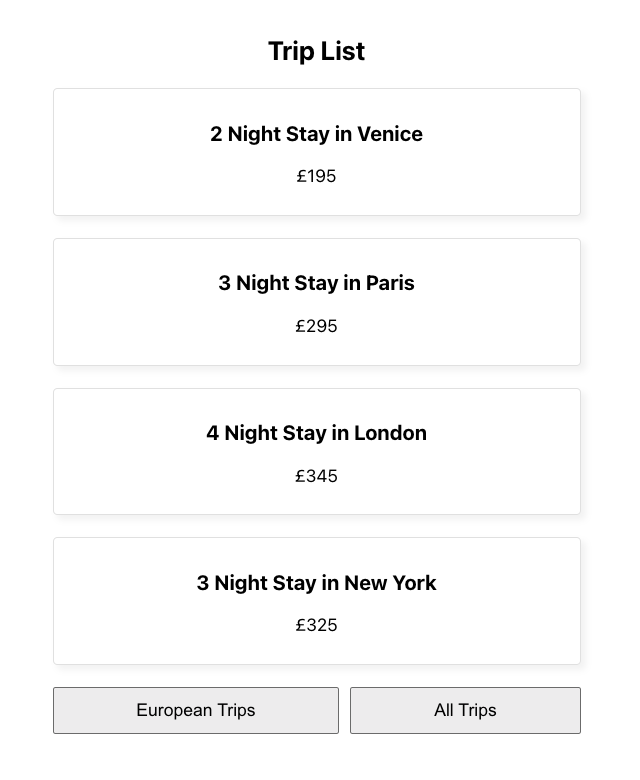 Trip List
2 Night Stay in Venice
£195
3 Night Stay in Paris
£295
4 Night Stay in London
£345
3 Night Stay in New York
£325
European Trips
All Trips